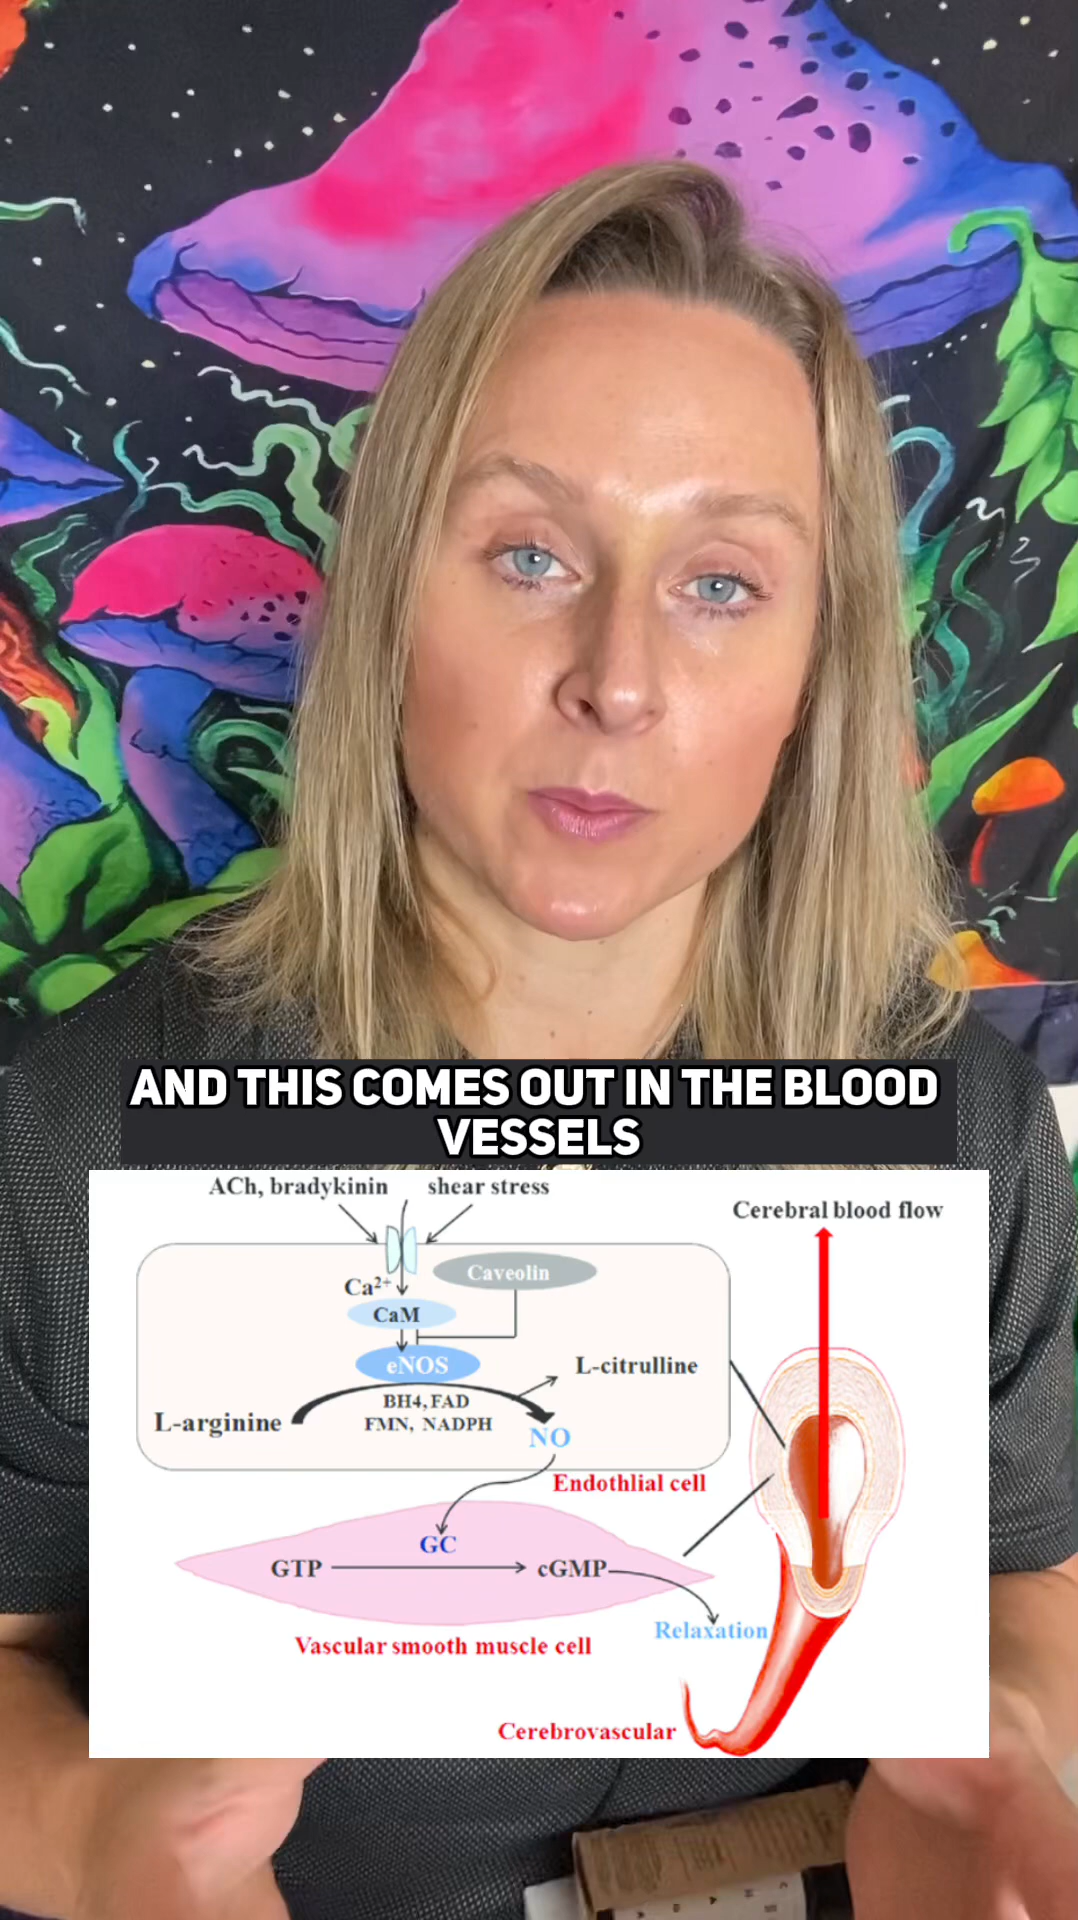 AND THIS COMES OUT IN THE BLOOD
VESSELS
ACh, bradykinin
shear stress
Cerebral blood flow
Ca²⁺
Caveolin
CaM
eNOS
L-citrulline
BH4, FAD
L-arginine
FMN, NADPH
NO
Endothlial cell
GC
GTP
cGMP
Relaxation
Vascular smooth muscle cell
Cerebrovascular